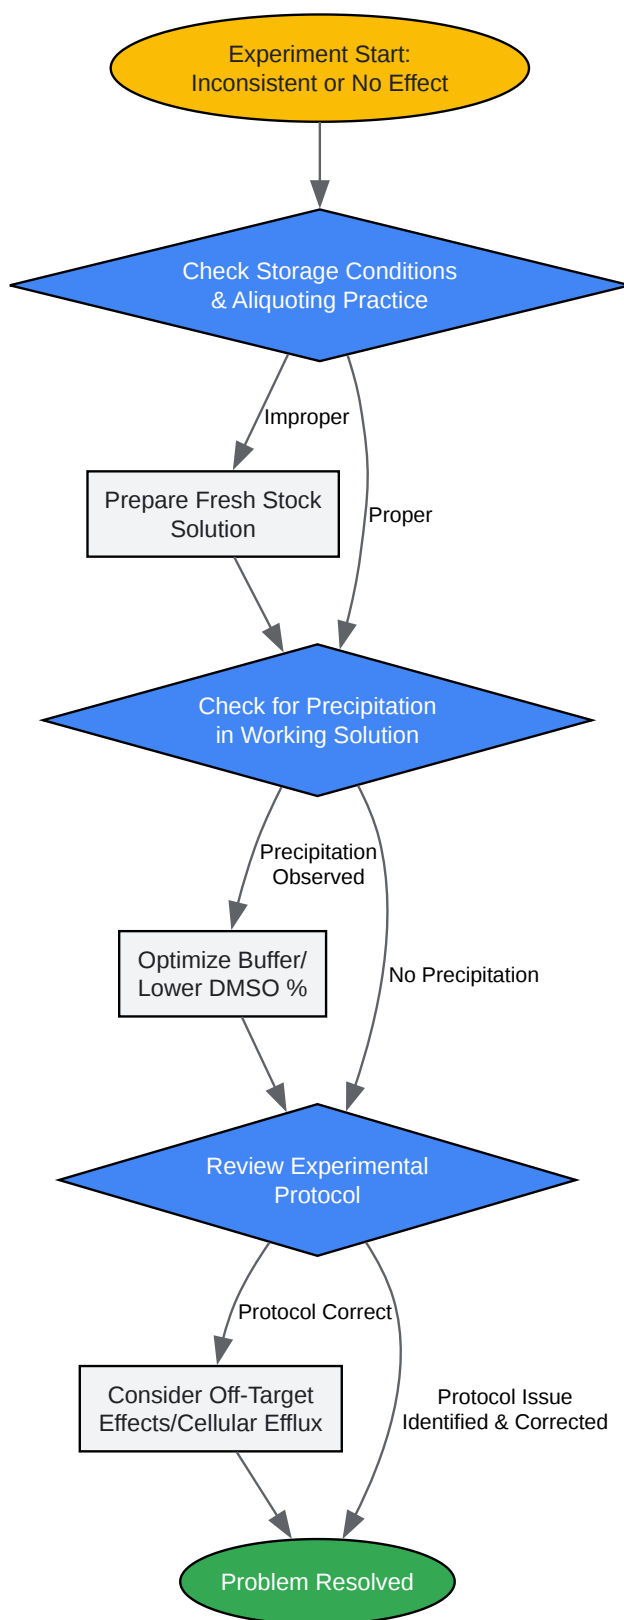 Experiment Start:
Inconsistent or No Effect
Check Storage Conditions
& Aliquoting Practice
Improper
Prepare Fresh Stock
Solution
Proper
Check for Precipitation
in Working Solution
Precipitation
Observed
Optimize Buffer/
Lower DMSO %
No Precipitation
Review Experimental
Protocol
Protocol Correct
Consider Off-Target
Effects/Cellular Efflux
Protocol Issue
Identified & Corrected
Problem Resolved